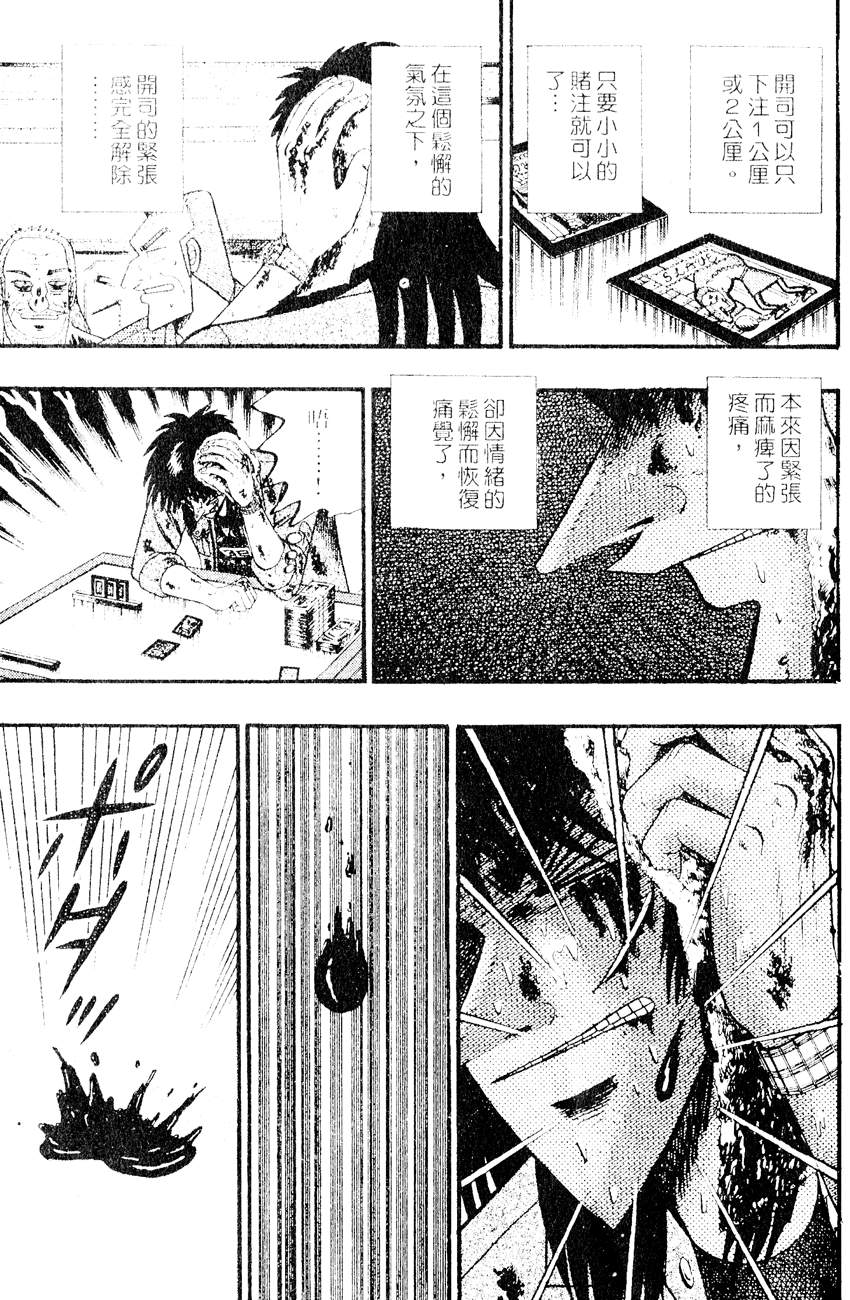 開司可以只
下注1公厘
或2公厘。
只要小小的
賭注就可以
了…
在這個鬆懈的
氣氛之下，
開司的緊張
感完全解除
………
本來因緊張
而麻痺了的
疼痛，
卻因情緒的
鬆懈而恢復
痛覺了，
唔…
ポタッ